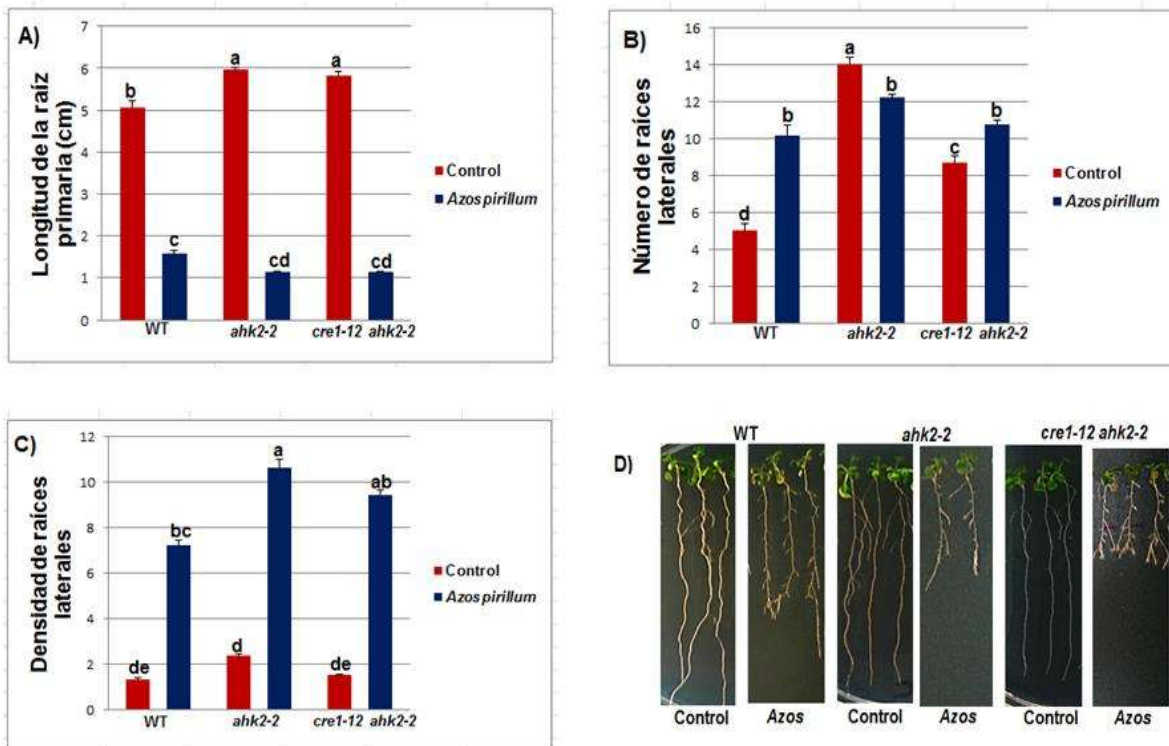 A)
Longitud de la raíz
primaria (cm)
7
6
5
4
3
2
1
0
b
c
a
cd
a
cd
WT
ahk2-2
cre1-12 ahk2-2
Control
Azospirillum
B)
Número de raíces
laterales
16
14
12
10
8
6
4
2
0
d
b
a
b
c
b
WT
ahk2-2
cre1-12 ahk2-2
Control
Azospirillum
C)
Densidad de raíces
laterales
12
10
8
6
4
2
0
de
bc
d
a
de
ab
WT
ahk2-2
cre1-12 ahk2-2
Control
Azospirillum
D)
WT
ahk2-2
cre1-12 ahk2-2
Control
Azos
Control
Azos
Control
Azos